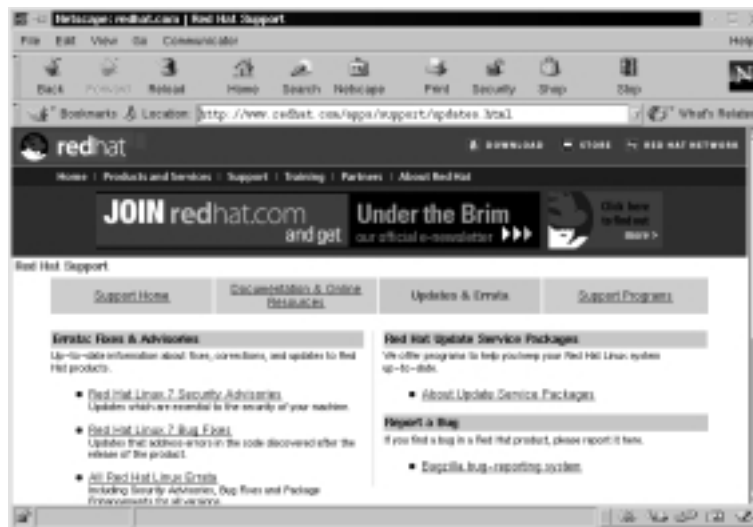 Netscape: redhat.com | Red Hat Support
File Edit View Go Communicator Help
Back Forward Reload Home Search Netscape Print Security Shop Stop
Bookmarks Location: http://www.redhat.com/apps/support/updates.html What's Related
redhat DOWNLOAD STORE RED HAT NETWORK
Home | Products and Services | Support | Training | Partners | About Red Hat
JOIN redhat.com
and get
Under the Brim
our official e-newsletter
Click here
to find out
more >
Red Hat Support
Support Home
Documentation & Online
Resources
Updates & Errata
Support Programs
Errata: Fixes & Advisories
Up-to-date information about fixes, corrections, and updates to Red
Hat products.
Red Hat Linux 7 Security Advisories
Updates which are essential to the security of your machine.
Red Hat Linux 7 Bug Fixes
Updates that address errors in the code discovered after the
release of the product.
All Red Hat Linux Errata
Including Security Advisories, Bug Fixes and Package
Enhancements for all versions.
Red Hat Update Service Packages
We offer programs to help you keep your Red Hat Linux system
up-to-date.
About Update Service Packages
Report a Bug
If you find a bug in a Red Hat product, please report it here.
Bugzilla bug-reporting system